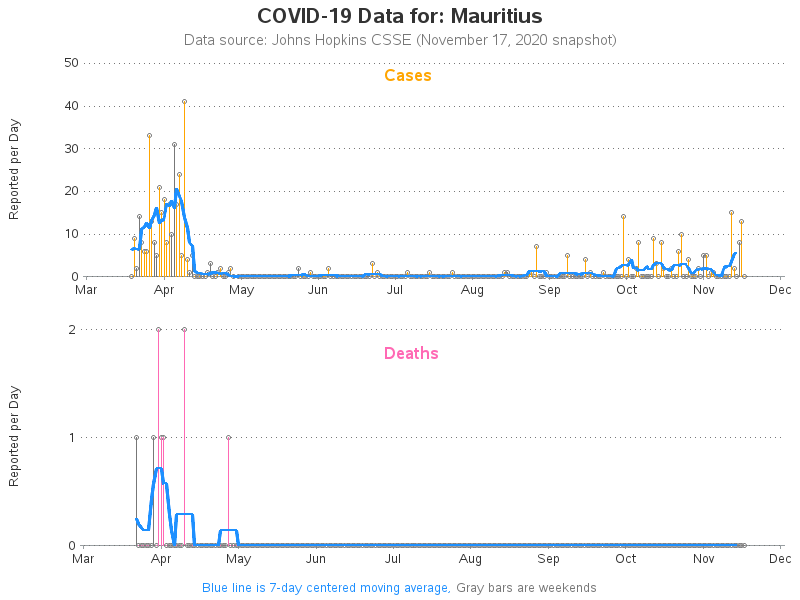 COVID-19 Data for: Mauritius
Data source: Johns Hopkins CSSE (November 17, 2020 snapshot)
Cases
Reported per Day
50
40
30
20
10
0
Mar Apr May Jun Jul Aug Sep Oct Nov Dec
Deaths
Reported per Day
2
1
0
Mar Apr May Jun Jul Aug Sep Oct Nov Dec
Blue line is 7-day centered moving average, Gray bars are weekends